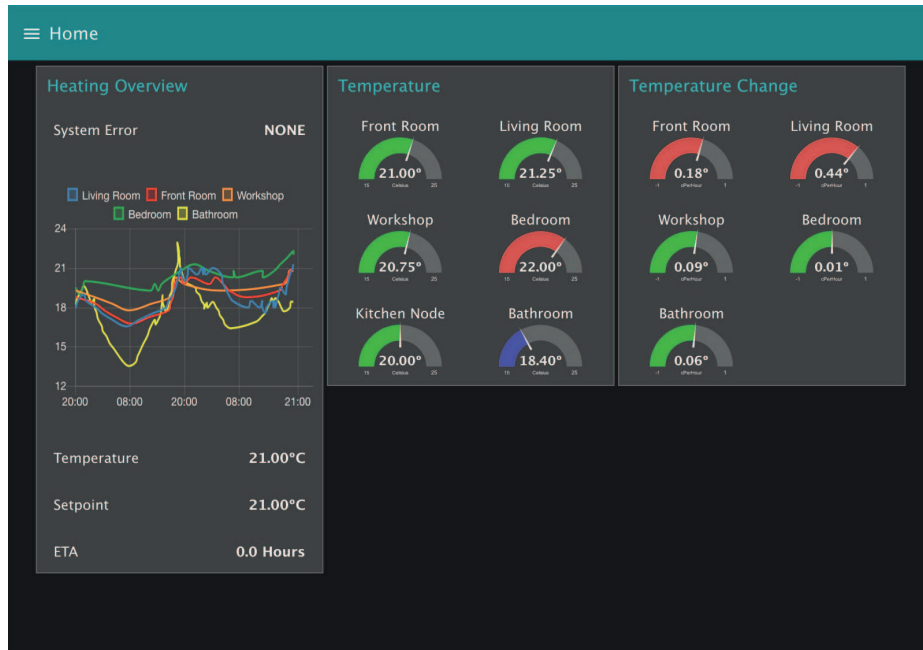 Home
Heating Overview
System Error NONE
Living Room Front Room Workshop
Bedroom Bathroom
24
21
18
15
12
20:00 08:00 20:00 08:00 21:00
Temperature 21.00°C
Setpoint 21.00°C
ETA 0.0 Hours
Temperature
Front Room Living Room
21.00° 21.25°
15 Celsius 25 15 Celsius 25
Workshop Bedroom
20.75° 22.00°
15 Celsius 25 15 Celsius 25
Kitchen Node Bathroom
20.00° 18.40°
15 Celsius 25 15 Celsius 25
Temperature Change
Front Room Living Room
0.18° 0.44°
-1 cPerHour 1 -1 cPerHour 1
Workshop Bedroom
0.09° 0.01°
-1 cPerHour 1 -1 cPerHour 1
Bathroom
0.06°
-1 cPerHour 1